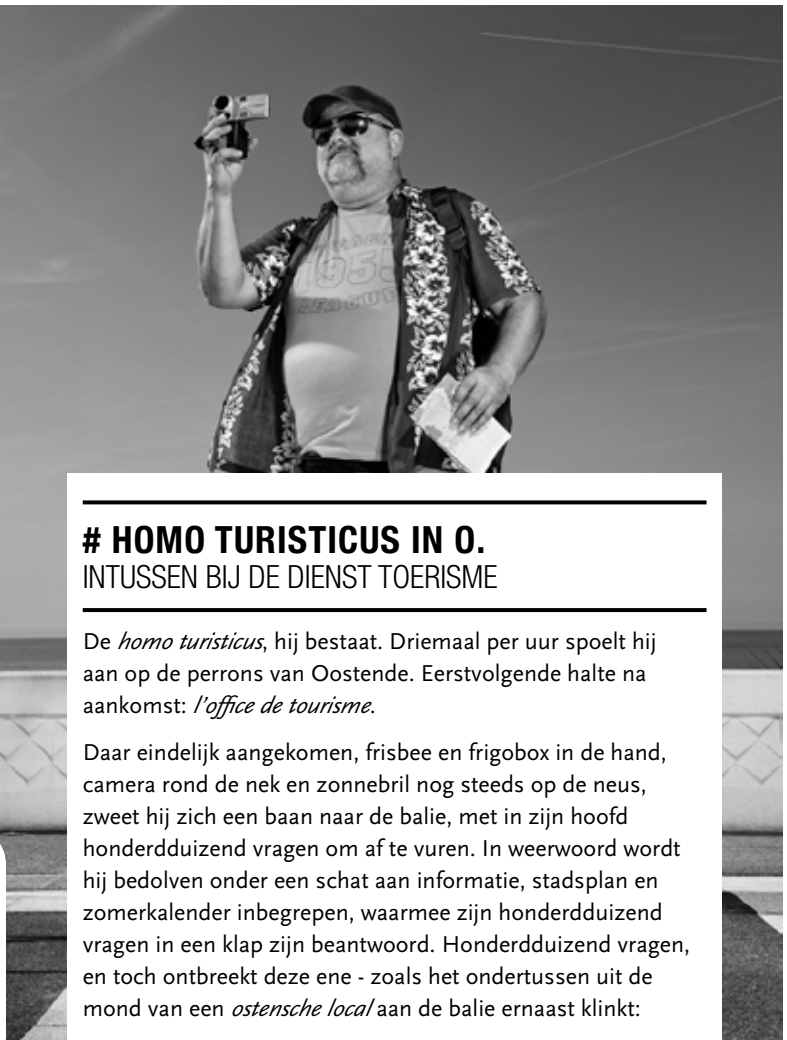 1955
LEAGUE
# HOMO TURISTICUS IN O.
INTUSSEN BIJ DE DIENST TOERISME
De homo turisticus, hij bestaat. Driemaal per uur spoelt hij
aan op de perrons van Oostende. Eerstvolgende halte na
aankomst: l'office de tourisme.
Daar eindelijk aangekomen, frisbee en frigobox in de hand,
camera rond de nek en zonnebril nog steeds op de neus,
zweet hij zich een baan naar de balie, met in zijn hoofd
honderdduizend vragen om af te vuren. In weerwoord wordt
hij bedolven onder een schat aan informatie, stadsplan en
zomerkalender inbegrepen, waarmee zijn honderdduizend
vragen in een klap zijn beantwoord. Honderdduizend vragen,
en toch ontbreekt deze ene - zoals het ondertussen uit de
mond van een ostensche local aan de balie ernaast klinkt: